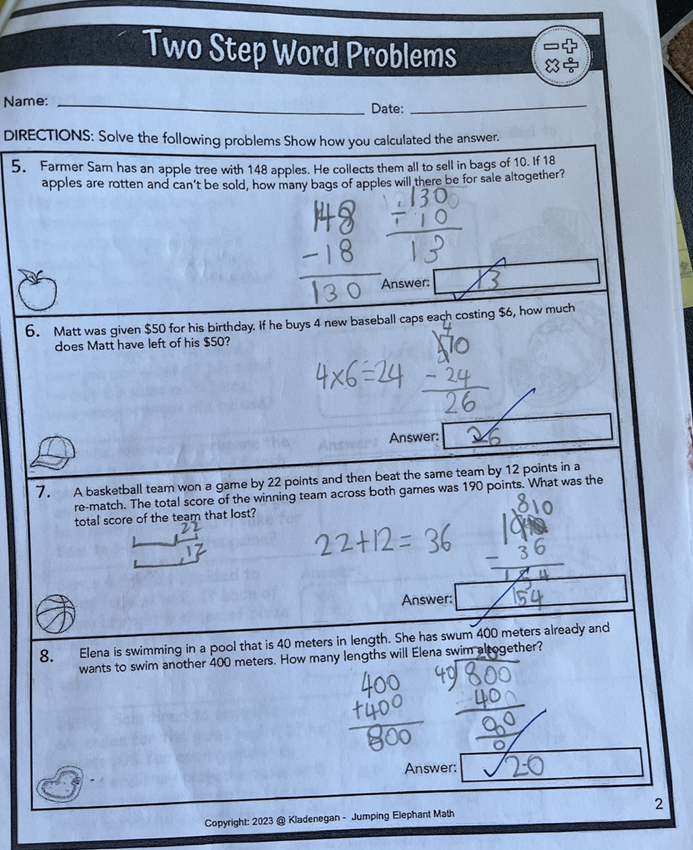 Two Step Word Problems
Name: Date:
DIRECTIONS: Solve the following problems Show how you calculated the answer.
5. Farmer Sam has an apple tree with 148 apples. He collects them all to sell in bags of 10. If 18
apples are rotten and can't be sold, how many bags of apples will there be for sale altogether?
148 130
-18 ÷ 10
130 13
Answer: 13
6. Matt was given $50 for his birthday. If he buys 4 new baseball caps each costing $6, how much
does Matt have left of his $50?
4
10
4x6=24 - 24
26
Answer: 26
7. A basketball team won a game by 22 points and then beat the same team by 12 points in a
re-match. The total score of the winning team across both games was 190 points. What was the
total score of the team that lost?
22
12
810
22+12= 36
- 36
154
Answer: 154
8. Elena is swimming in a pool that is 40 meters in length. She has swum 400 meters already and
wants to swim another 400 meters. How many lengths will Elena swim altogether?
20
400 40)800
+400 400
800 00
0
Answer: 20
2
Copyright: 2023 @ Kladenegan - Jumping Elephant Math